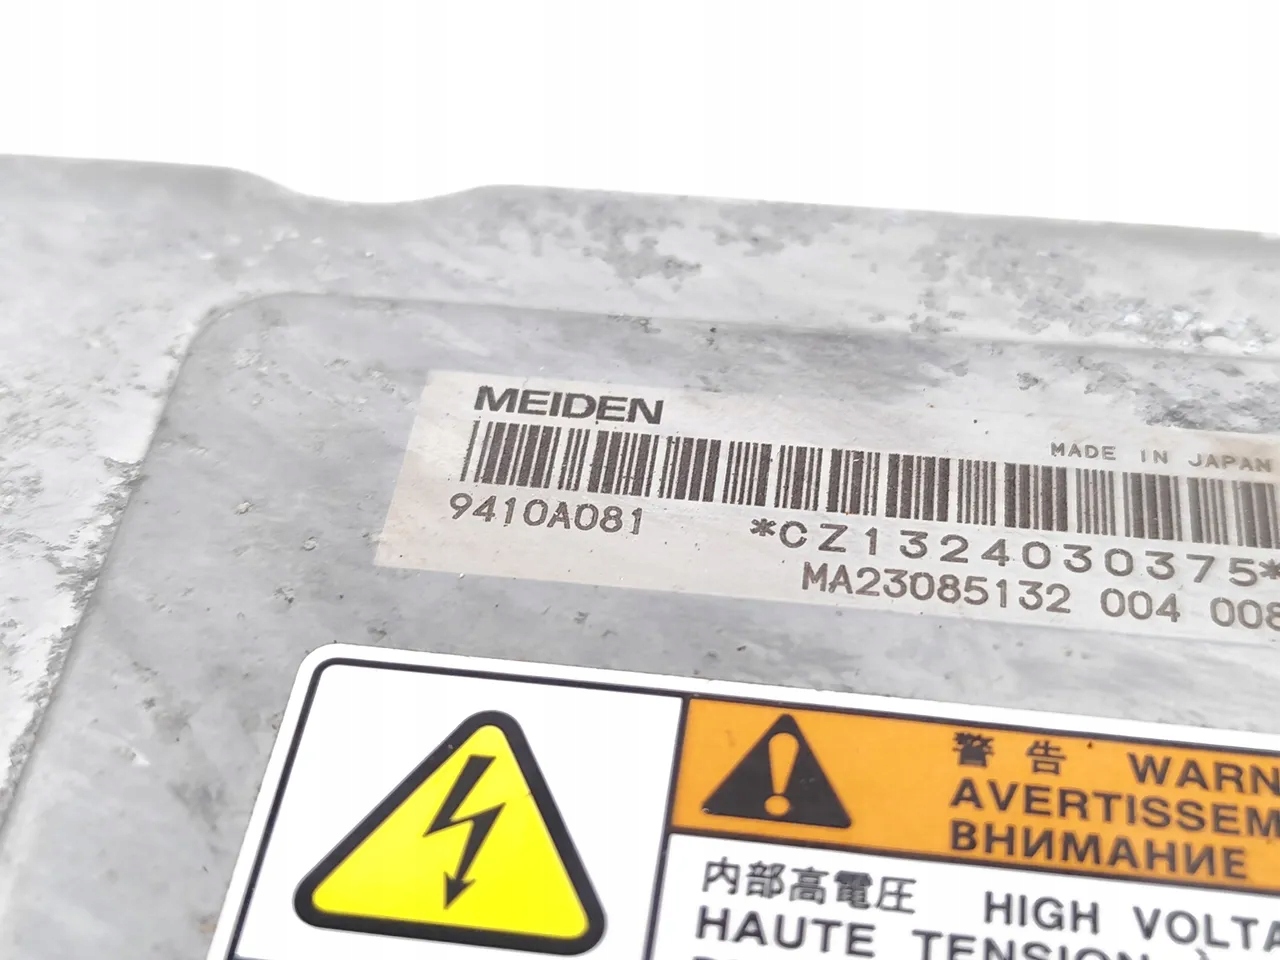 MEIDEN
MADE IN JAPAN
9410A081 *CZ1324030375*
MA23085132 004 008
警告 WARN
AVERTISSEM
ВНИМАНИЕ
内部高電圧 HIGH VOLTA
HAUTE TENSION À